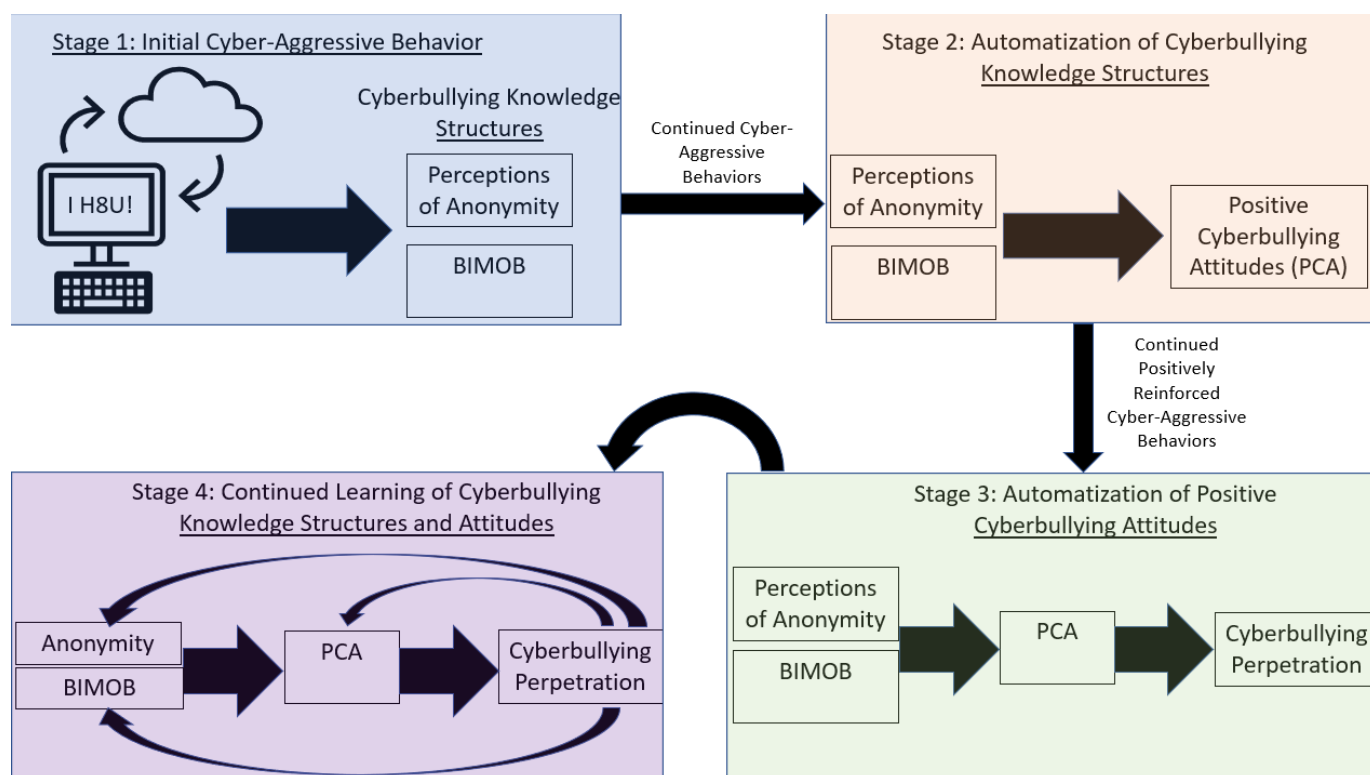 Stage 1: Initial Cyber-Aggressive Behavior
I H8U!
Cyberbullying Knowledge
Structures
Perceptions
of Anonymity
BIMOB
Continued Cyber-
Aggressive
Behaviors
Stage 2: Automatization of Cyberbullying
Knowledge Structures
Perceptions
of Anonymity
BIMOB
Positive
Cyberbullying
Attitudes (PCA)
Continued
Positively
Reinforced
Cyber-Aggressive
Behaviors
Stage 3: Automatization of Positive
Cyberbullying Attitudes
Perceptions
of Anonymity
BIMOB
PCA
Cyberbullying
Perpetration
Stage 4: Continued Learning of Cyberbullying
Knowledge Structures and Attitudes
Anonymity
BIMOB
PCA
Cyberbullying
Perpetration